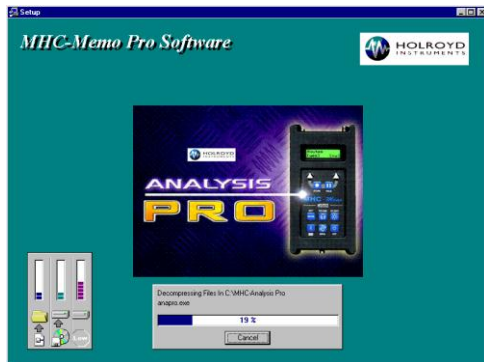 Setup
MHC-Memo Pro Software
HOLROYD
INSTRUMENTS
HOLROYD
ANALYSIS
PRO
MHC
Decompressing Files In C:\MHC-Analysis Pro
anapro.exe
19 %
Cancel